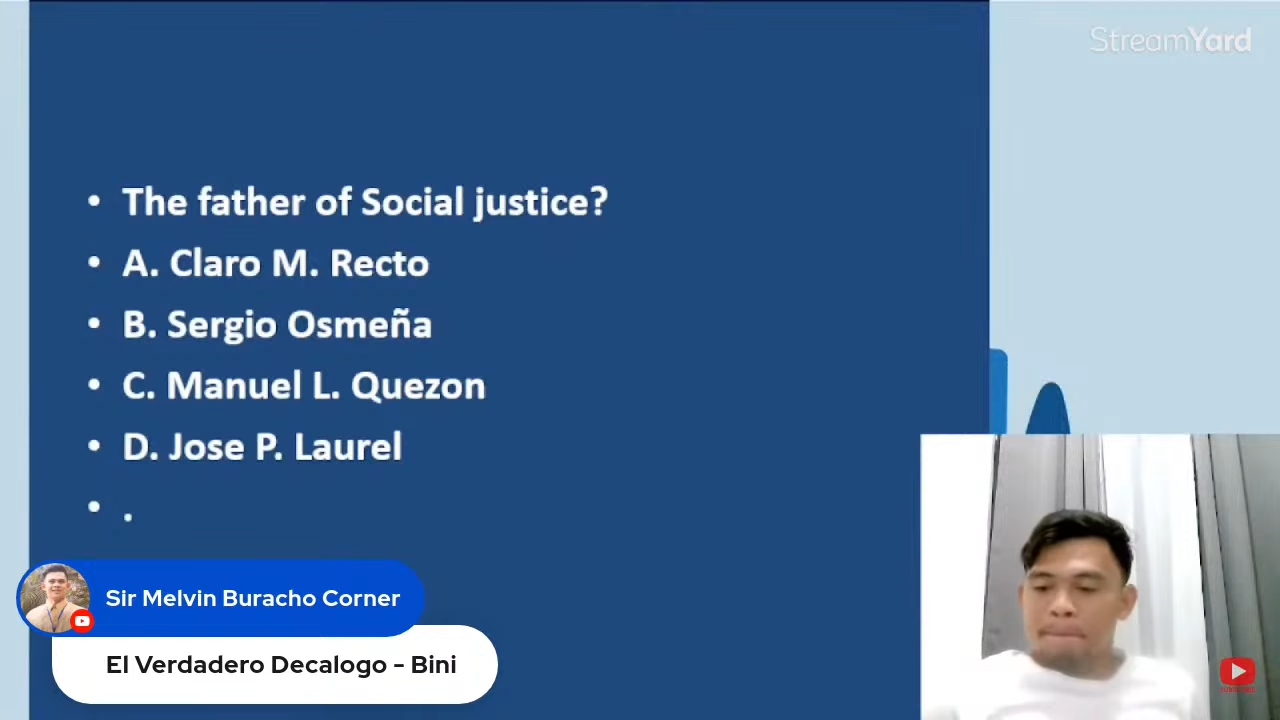 StreamYard
• The father of Social justice?
• A. Claro M. Recto
• B. Sergio Osmeña
• C. Manuel L. Quezon
• D. Jose P. Laurel
• .
Sir Melvin Buracho Corner
El Verdadero Decalogo - Bini